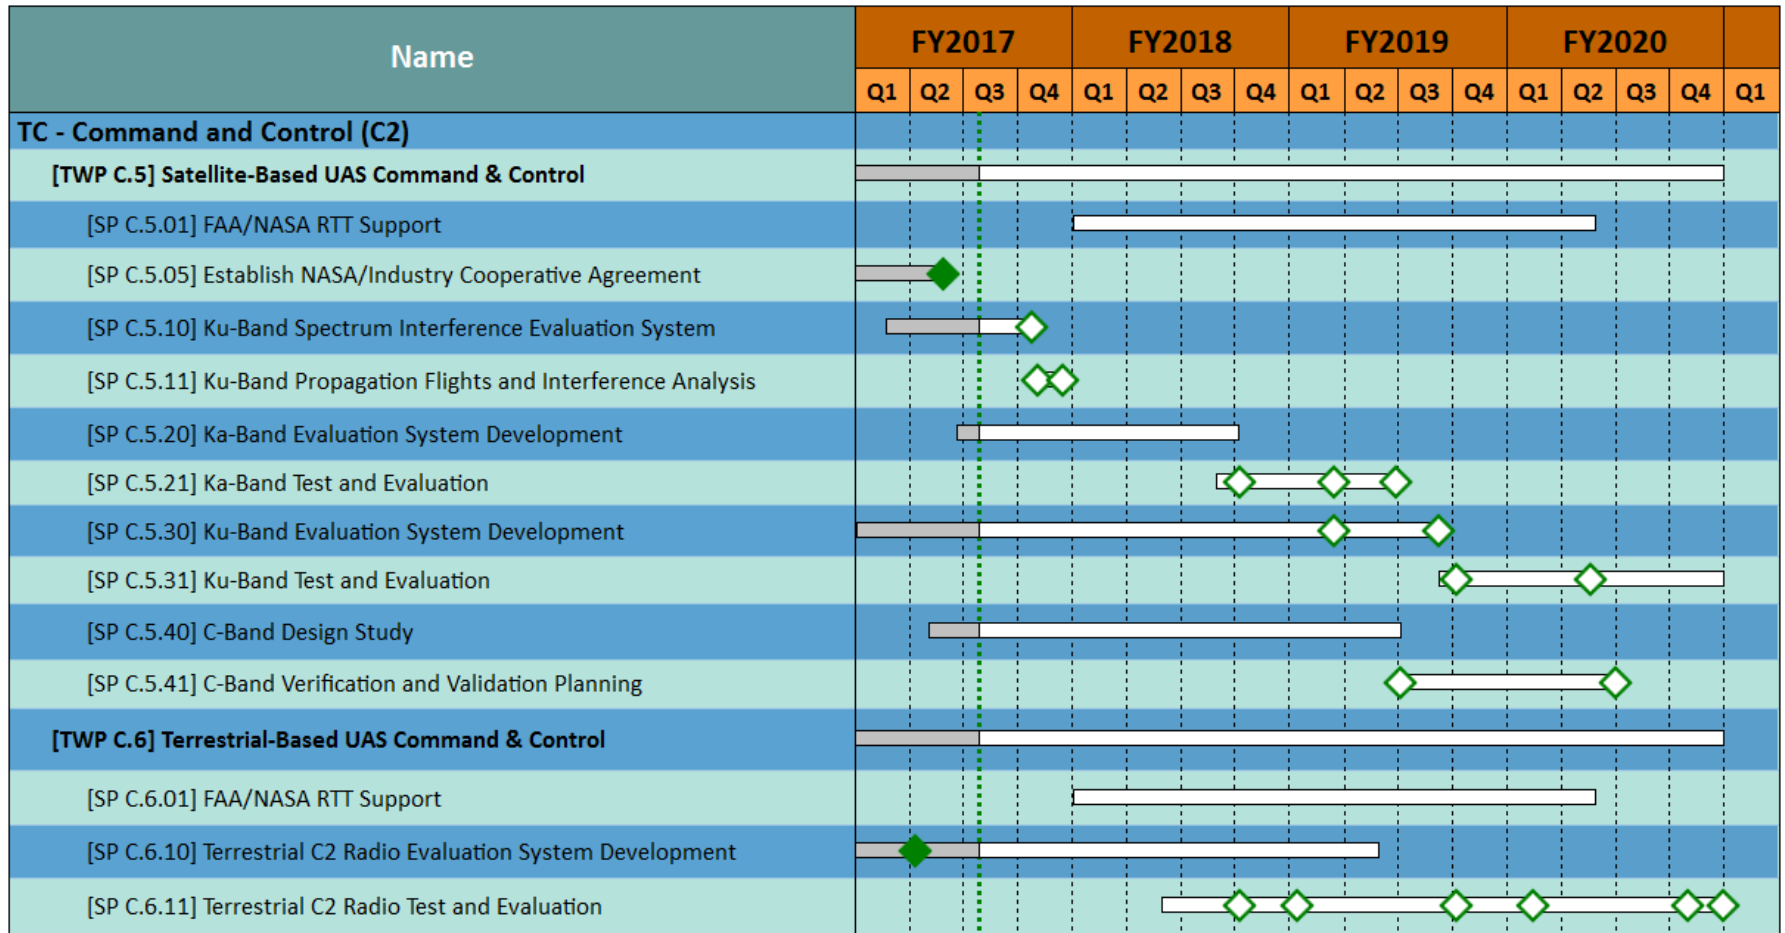 Name
FY2017 FY2018 FY2019 FY2020
Q1 Q2 Q3 Q4 Q1 Q2 Q3 Q4 Q1 Q2 Q3 Q4 Q1 Q2 Q3 Q4 Q1
TC - Command and Control (C2)
[TWP C.5] Satellite-Based UAS Command & Control
[SP C.5.01] FAA/NASA RTT Support
[SP C.5.05] Establish NASA/Industry Cooperative Agreement
[SP C.5.10] Ku-Band Spectrum Interference Evaluation System
[SP C.5.11] Ku-Band Propagation Flights and Interference Analysis
[SP C.5.20] Ka-Band Evaluation System Development
[SP C.5.21] Ka-Band Test and Evaluation
[SP C.5.30] Ku-Band Evaluation System Development
[SP C.5.31] Ku-Band Test and Evaluation
[SP C.5.40] C-Band Design Study
[SP C.5.41] C-Band Verification and Validation Planning
[TWP C.6] Terrestrial-Based UAS Command & Control
[SP C.6.01] FAA/NASA RTT Support
[SP C.6.10] Terrestrial C2 Radio Evaluation System Development
[SP C.6.11] Terrestrial C2 Radio Test and Evaluation